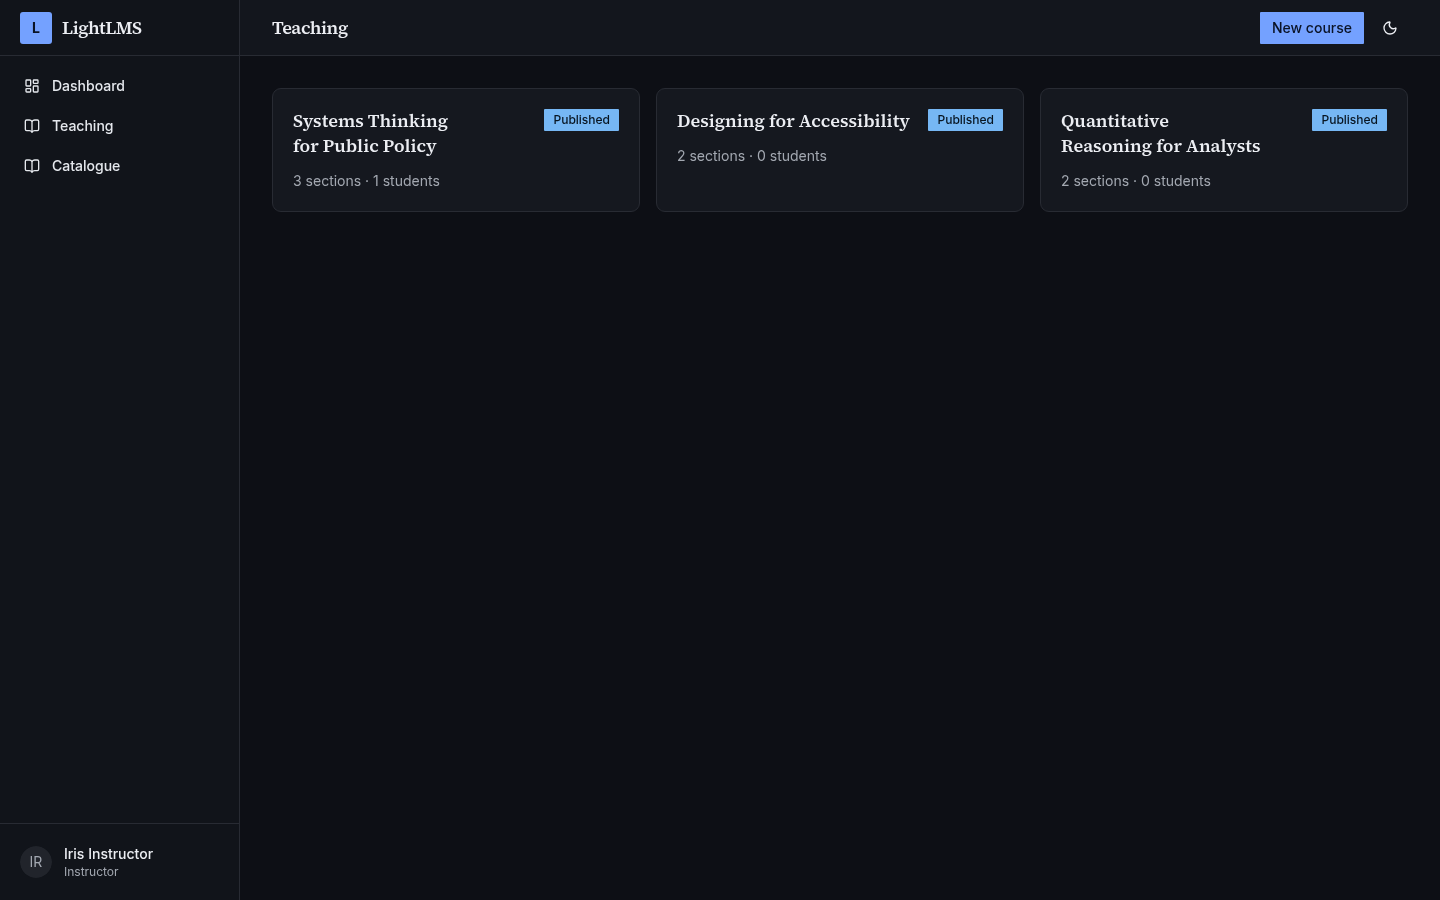 L LightLMS
Teaching
New course
Dashboard
Teaching
Catalogue
Systems Thinking
for Public Policy
Published
3 sections · 1 students
Designing for Accessibility
Published
2 sections · 0 students
Quantitative
Reasoning for Analysts
Published
2 sections · 0 students
IR
Iris Instructor
Instructor